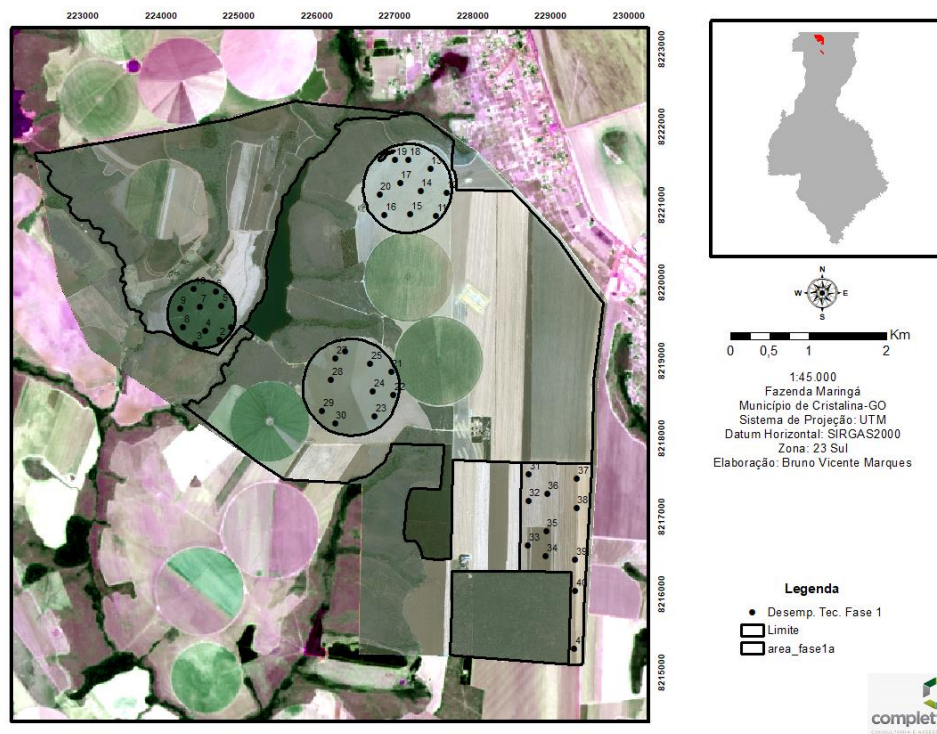 223000 224000 225000 226000 227000 228000 229000 230000
8223000
8222000
8221000
8220000
8219000
8218000
8217000
8216000
8215000
19 18
13
17
20 14
16 15 11
9 7
8 4
3 2
25 21
28
24 22
29
30 23
31 37
36
32 38
35
33 34
39
40
N
W E
S
Km
0 0,5 1 2
1:45.000
Fazenda Maringá
Município de Cristalina-GO
Sistema de Projeção: UTM
Datum Horizontal: SIRGAS2000
Zona: 23 Sul
Elaboração: Bruno Vicente Marques
Legenda
Desemp. Tec. Fase 1
Limite
area_fase1a
complet